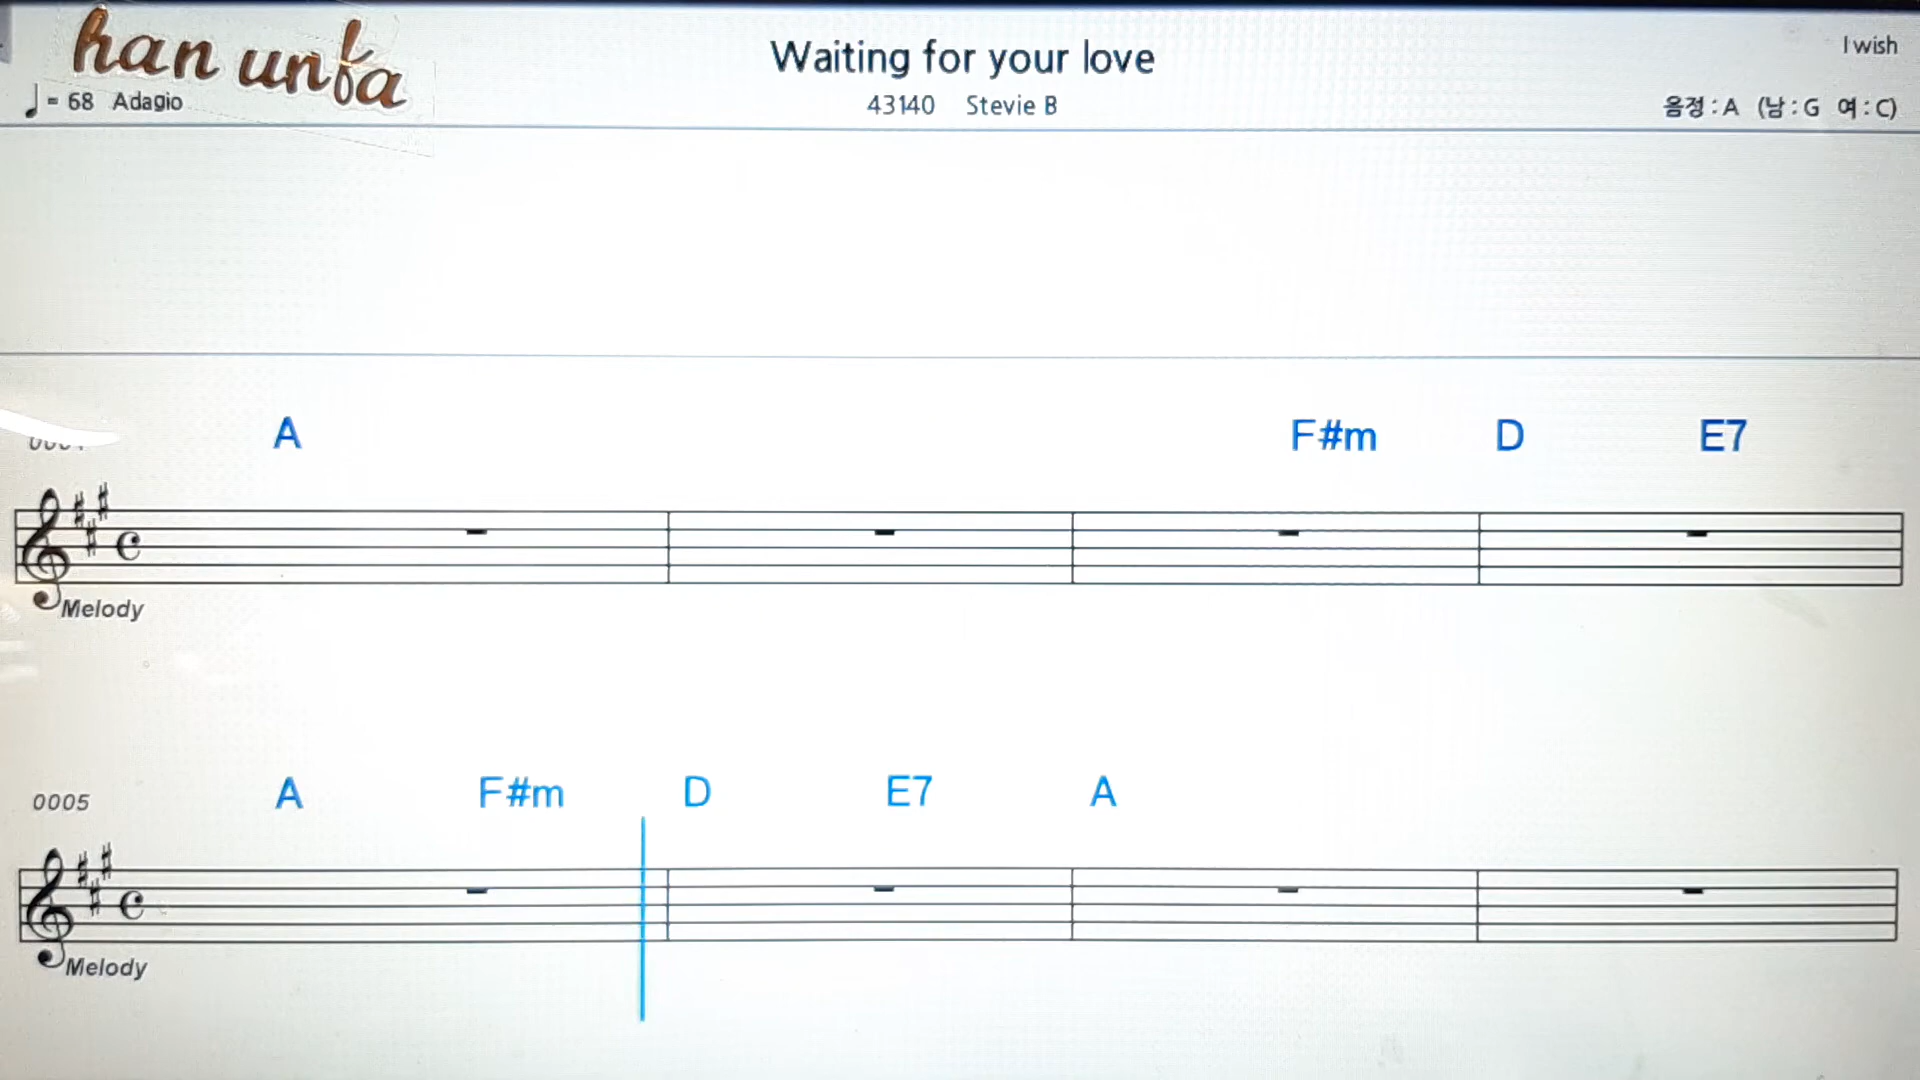 han unba
Waiting for your love
I wish
♩= 68 Adagio
43140 Stevie B
음정 : A (남 : G 여 : C)
A F#m D E7
Melody
0005 A F#m D E7 A
Melody